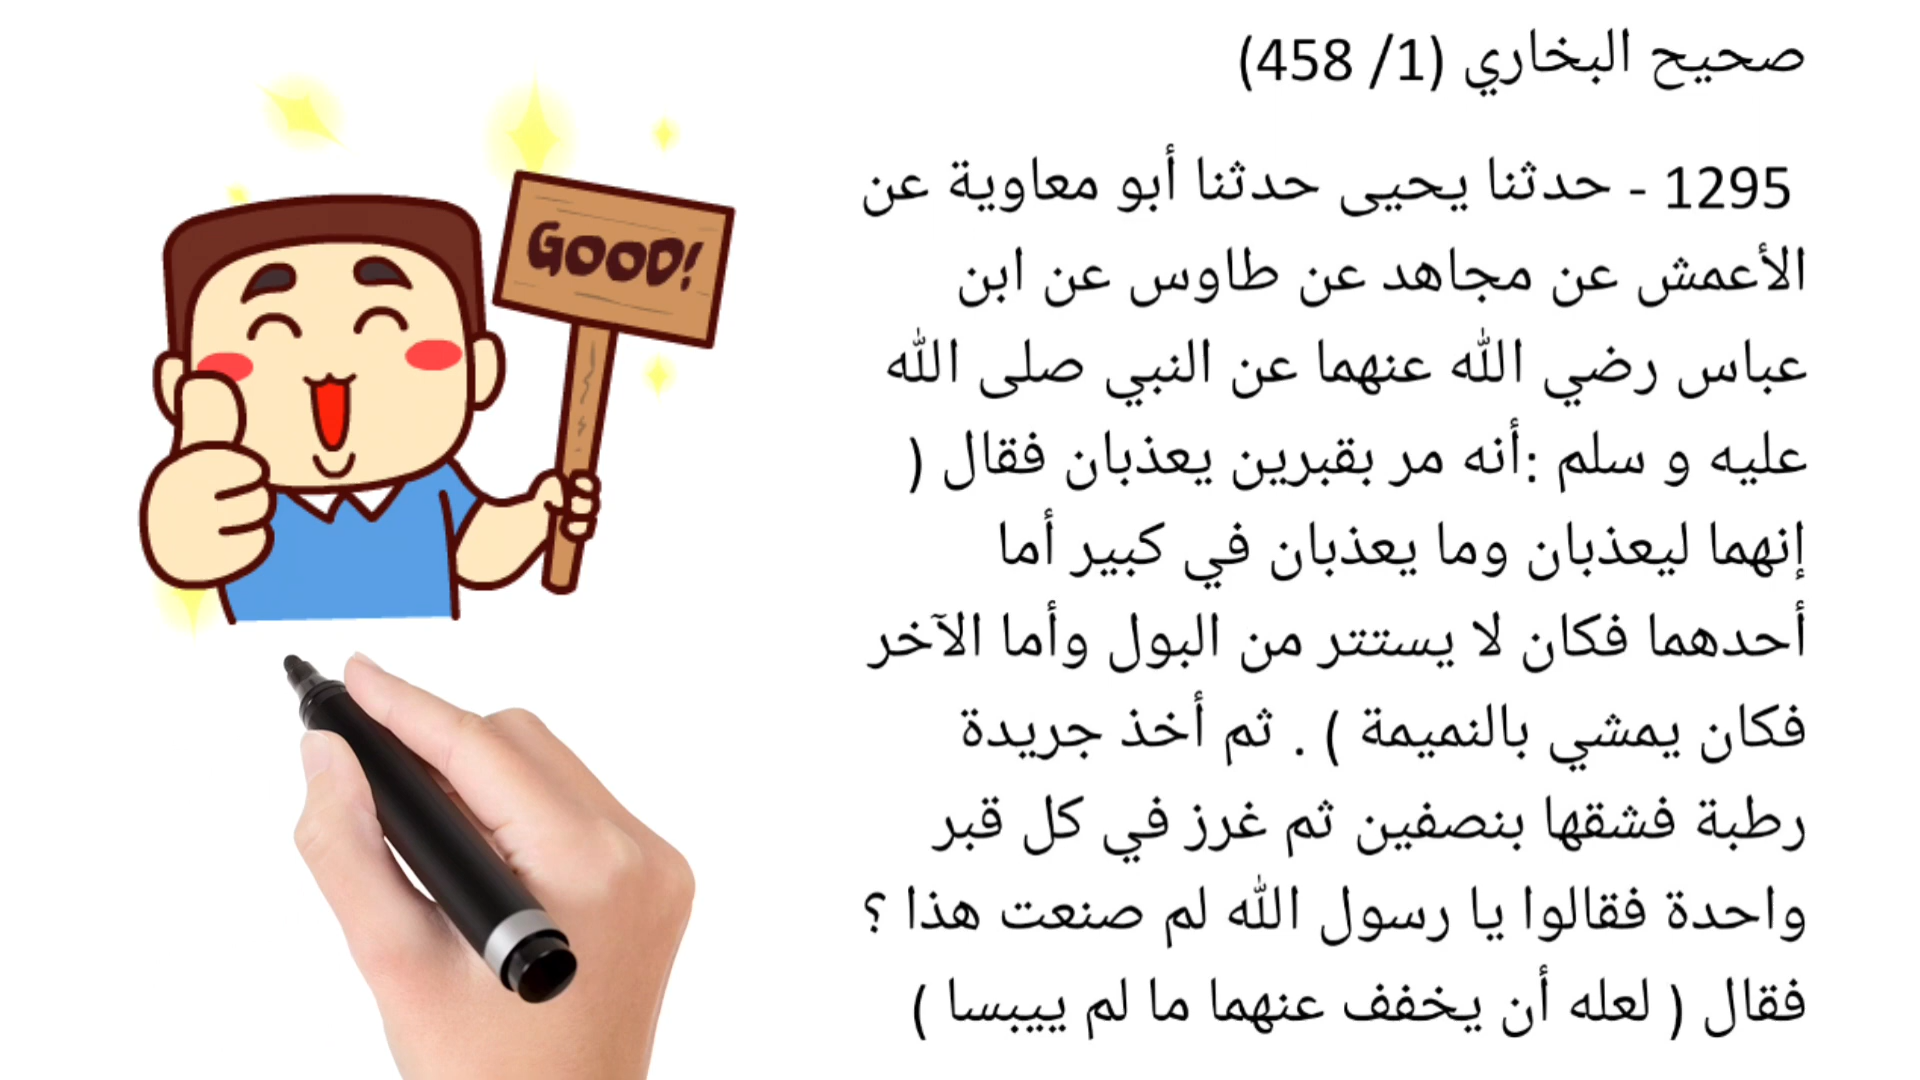 صحيح البخاري (1/ 458)
1295 - حدثنا يحيى حدثنا أبو معاوية عن
الأعمش عن مجاهد عن طاوس عن ابن
عباس رضي الله عنهما عن النبي صلى الله
عليه و سلم :أنه مر بقبرين يعذبان فقال (
إنهما ليعذبان وما يعذبان في كبير أما
أحدهما فكان لا يستتر من البول وأما الآخر
فكان يمشي بالنميمة ) . ثم أخذ جريدة
رطبة فشقها بنصفين ثم غرز في كل قبر
واحدة فقالوا يا رسول الله لم صنعت هذا ؟
فقال ( لعله أن يخفف عنهما ما لم ييبسا )
GOOD!